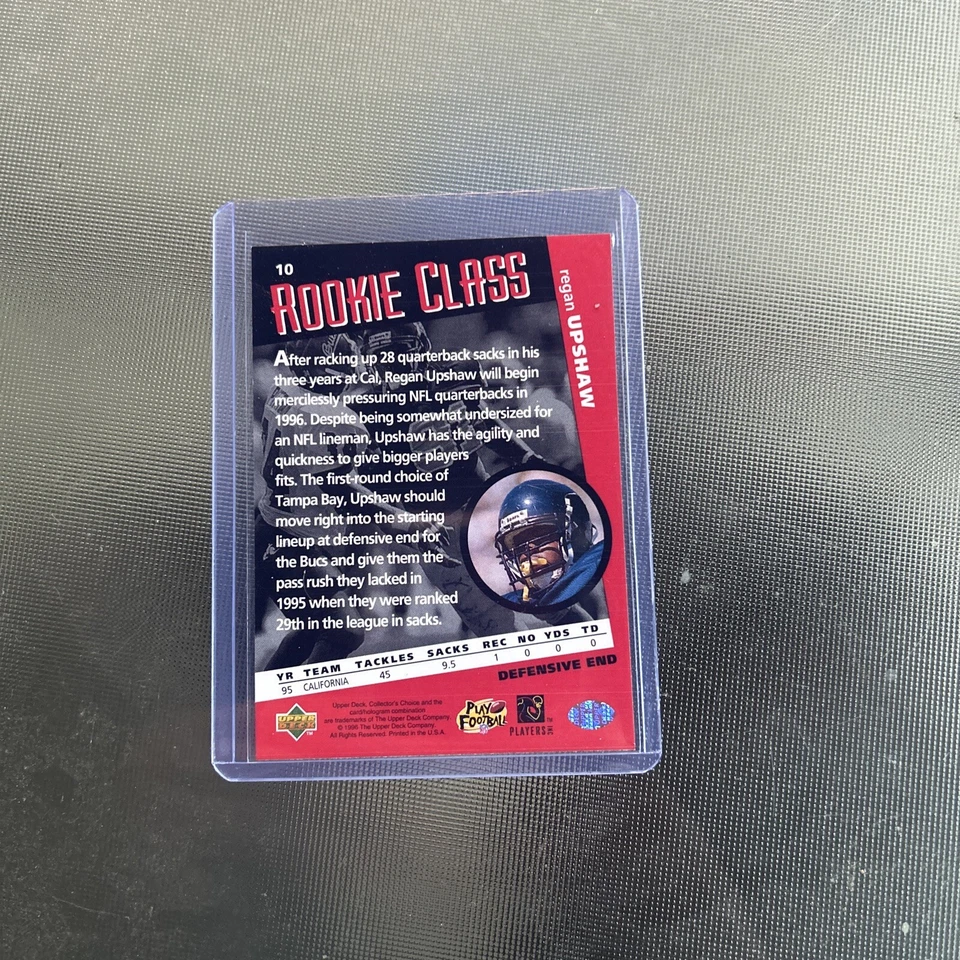 10
ROOKIE CLASS
regan UPSHAW
After racking up 28 quarterback sacks in his
three years at Cal, Regan Upshaw will begin
mercilessly pressuring NFL quarterbacks in
1996. Despite being somewhat undersized for
an NFL lineman, Upshaw has the agility and
quickness to give bigger players
fits. The first-round choice of
Tampa Bay, Upshaw should
move right into the starting
lineup at defensive end for
the Bucs and give them the
pass rush they lacked in
1995 when they were ranked
29th in the league in sacks.
YR TEAM TACKLES SACKS REC NO YDS TD
95 CALIFORNIA 45 9.5 1 0 0 0
DEFENSIVE END
UPPER DECK TM
Upper Deck, Collector's Choice and the
card/hologram combination
are trademarks of The Upper Deck Company.
© 1996 The Upper Deck Company.
All Rights Reserved. Printed in the U.S.A.
PLAY FOOTBALL
PLAYERS INC TM